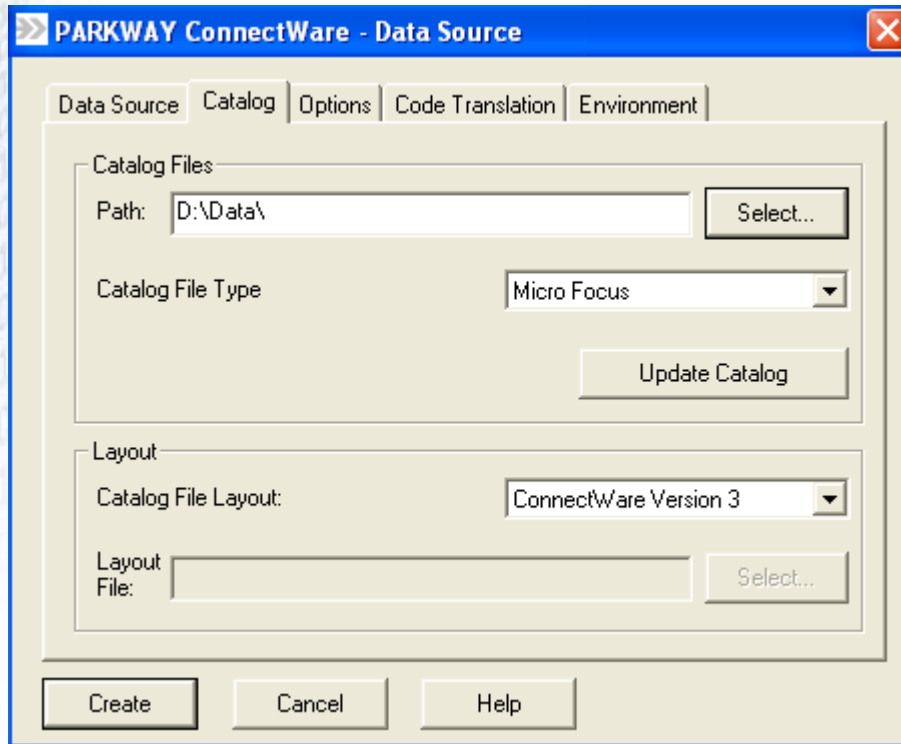 PARKWAY ConnectWare - Data Source
Data Source Catalog Options Code Translation Environment
Catalog Files
Path: D:\Data\ Select...
Catalog File Type Micro Focus
Update Catalog
Layout
Catalog File Layout: ConnectWare Version 3
Layout
File: Select...
Create Cancel Help